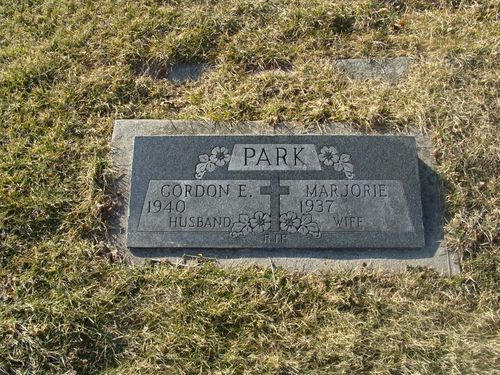 PARK
GORDON E. MARJORIE
1940 1937
HUSBAND WIFE
RIP